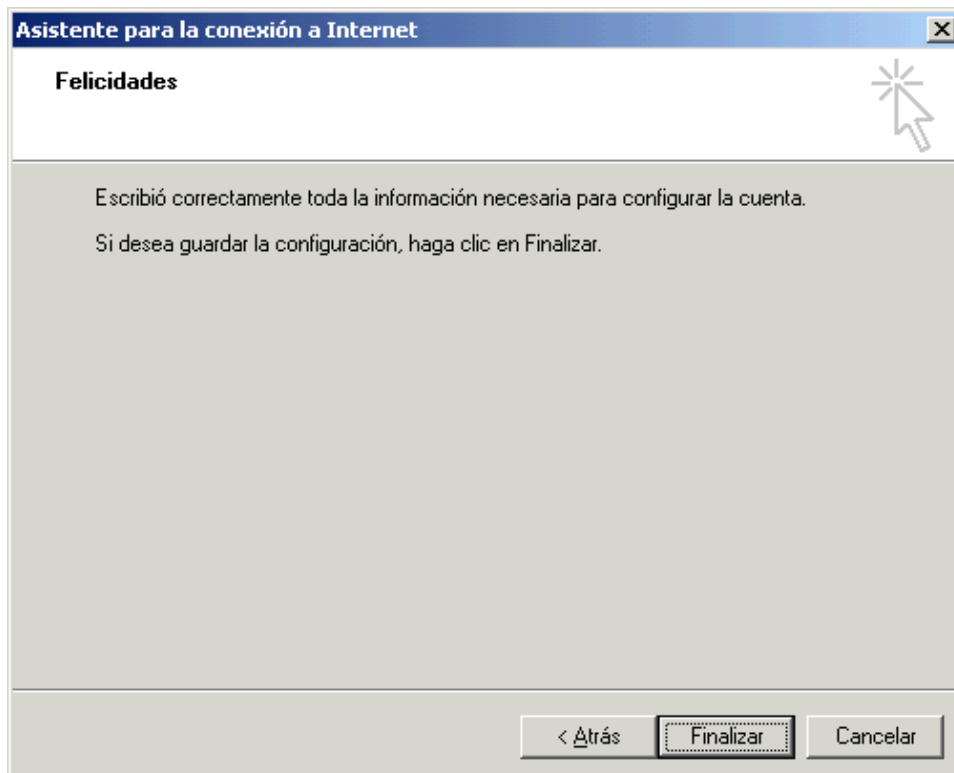 Asistente para la conexión a Internet
Felicidades
Escribió correctamente toda la información necesaria para configurar la cuenta.
Si desea guardar la configuración, haga clic en Finalizar.
< Atrás Finalizar Cancelar